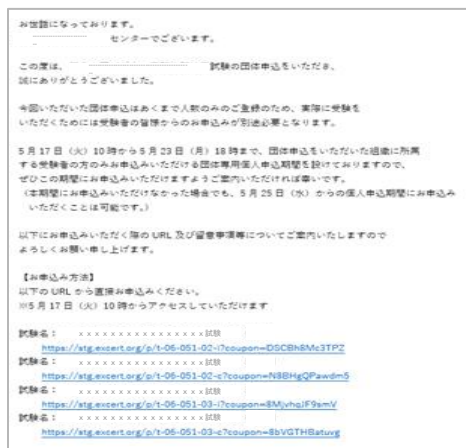 お世話になっております。
センターでございます。
この度は、 試験の団体申込をいただき、
誠にありがとうございました。
今回いただいた団体申込はあくまで人数のみのご登録のため、実際に受験を
いただくためには受験者の皆様からのお申込みが別途必要となります。
5月17日(火)10時から5月23日(月)18時まで、団体申込をいただいた組織に所属
する受験者の方のみお申込みいただける団体専用個人申込期間を設けておりますので、
ぜひこの期間にお申込みいただけますようご案内いただければ幸いです。
(本期間にお申込みいただけなかった場合でも、5月25日(水)からの個人申込期間にお申込み
いただくことは可能です。)
以下にお申込みいただく際のURL及び留意事項等についてご案内いたしますので
よろしくお願い申し上げます。
【お申込み方法】
以下のURLから直接お申込みください。
※5月17日(火)10時からアクセスしていただけます
試験名: ××××××××××××××××試験
https://stg.excert.org/p/t-06-051-02-i?coupon=DSCBh8Mc3TPZ
試験名: ××××××××××××××××試験
https://stg.excert.org/p/t-06-051-02-c?coupon=N8BHgQPawdm5
試験名: ××××××××××××××××試験
https://stg.excert.org/p/t-06-051-03-i?coupon=8MjvhqJF9smV
試験名: ××××××××××××××××試験
https://stg.excert.org/p/t-06-051-03-c?coupon=8bVGTHBatuvg